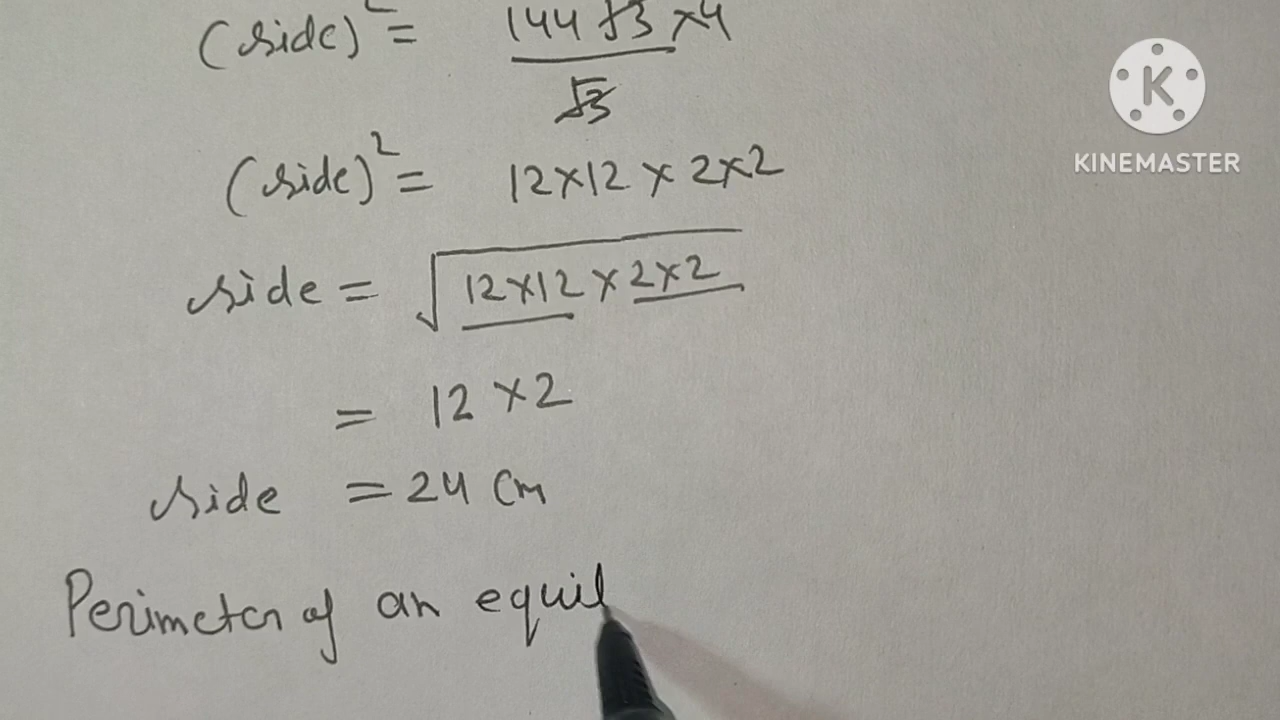 (side)² = 144√3 × 4
√3
(side)² = 12×12 × 2×2
side = √12×12 × 2×2
= 12 × 2
side = 24 cm
Perimeter of an equil
K
KINEMASTER